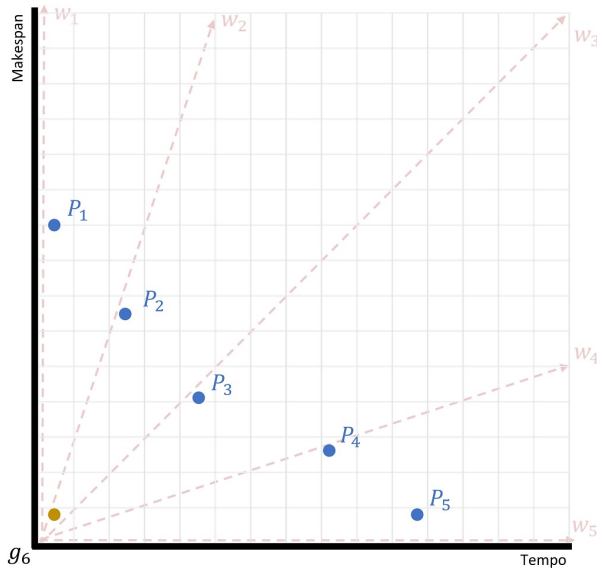 Makespan
w₁
w₂
w₃
P₁
P₂
w₄
P₃
P₄
P₅
w₅
g₆
Tempo